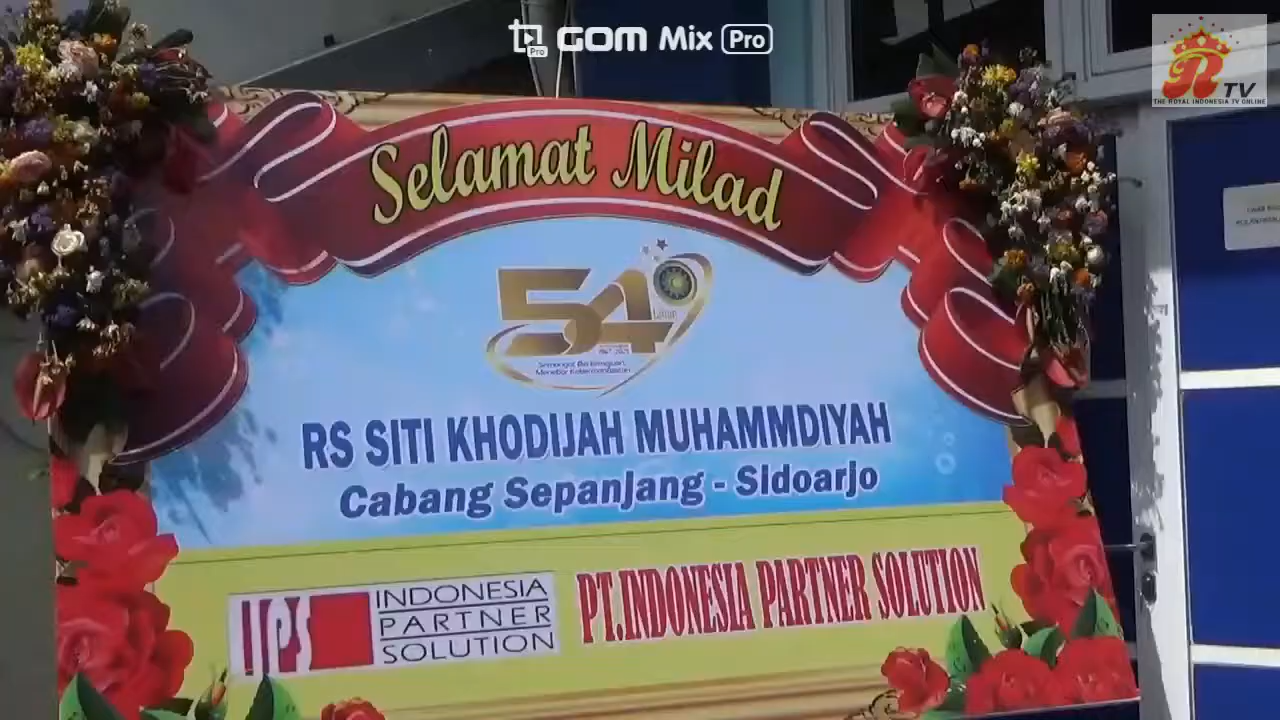 GOM Mix Pro
R TV
THE ROYAL INDONESIA TV ONLINE
Selamat Milad
54
RS SITI KHODIJAH MUHAMMDIYAH
Cabang Sepanjang - Sidoarjo
IPS
INDONESIA
PARTNER
SOLUTION
PT.INDONESIA PARTNER SOLUTION